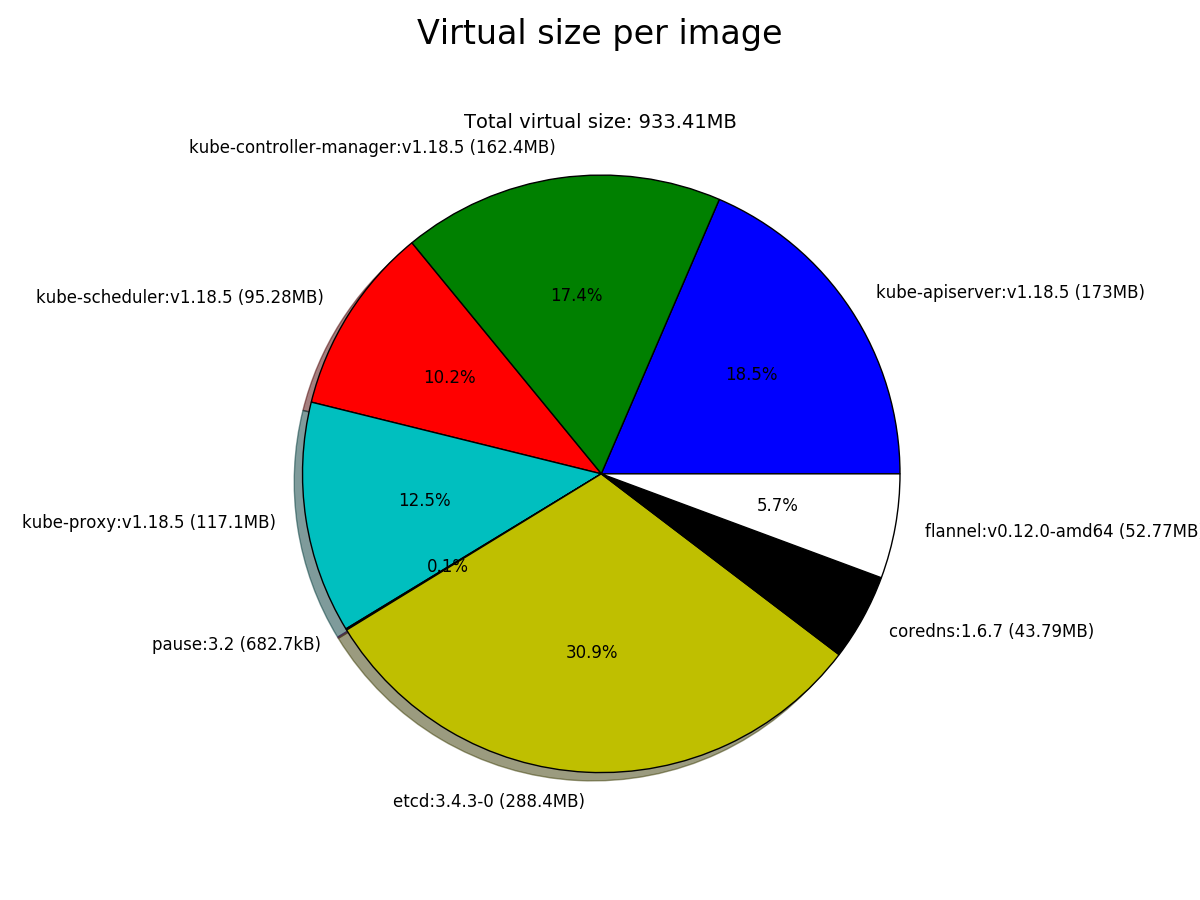 Virtual size per image
Total virtual size: 933.41MB
kube-controller-manager:v1.18.5 (162.4MB)
kube-apiserver:v1.18.5 (173MB)
kube-scheduler:v1.18.5 (95.28MB)
17.4%
18.5%
10.2%
12.5%
5.7%
kube-proxy:v1.18.5 (117.1MB)
flannel:v0.12.0-amd64 (52.77MB
0.1%
coredns:1.6.7 (43.79MB)
pause:3.2 (682.7kB)
30.9%
etcd:3.4.3-0 (288.4MB)